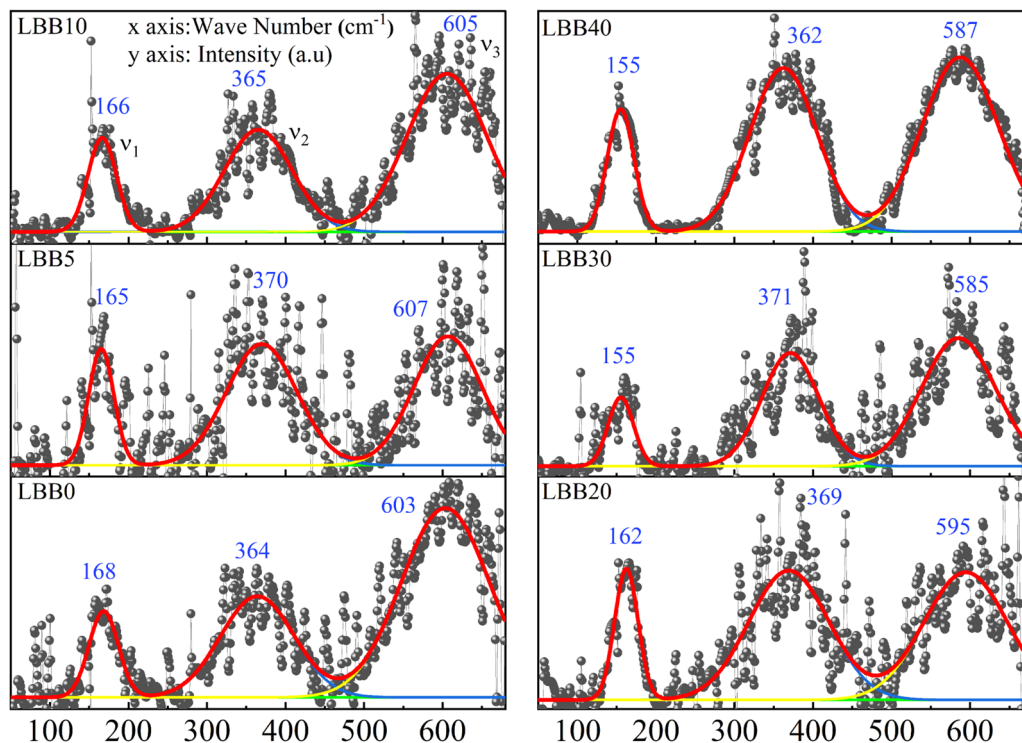 LBB10
x axis:Wave Number (cm⁻¹)
y axis: Intensity (a.u)
166
ν₁
365
ν₂
605
ν₃
LBB40
155
362
587
LBB5
165
370
607
LBB30
155
371
585
LBB0
168
364
603
LBB20
162
369
595
100 200 300 400 500 600
100 200 300 400 500 600